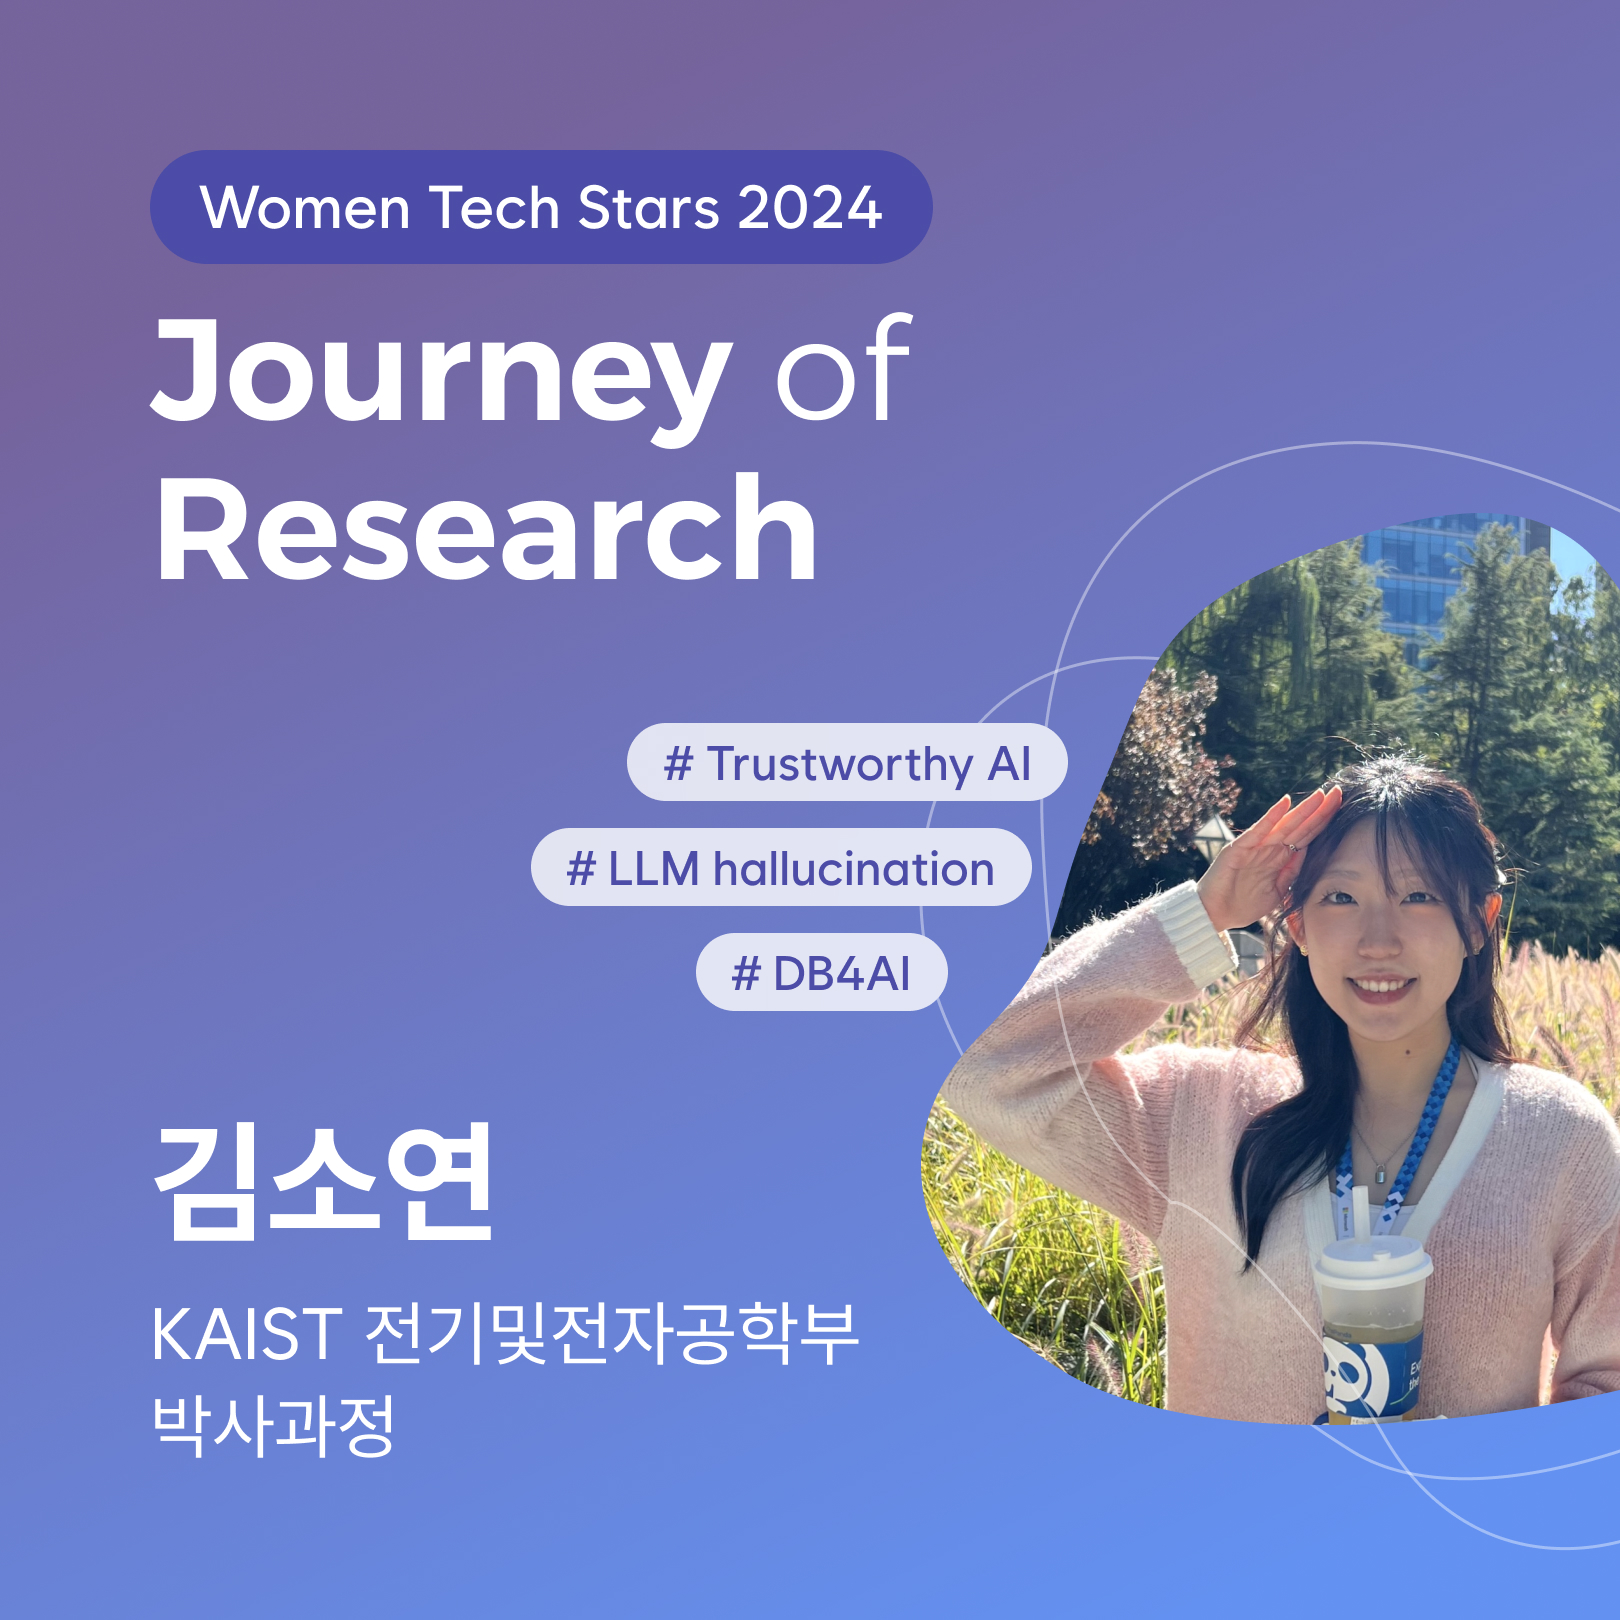 Women Tech Stars 2024
Journey of
Research
# Trustworthy AI
# LLM hallucination
# DB4AI
김소연
KAIST 전기및전자공학부
박사과정